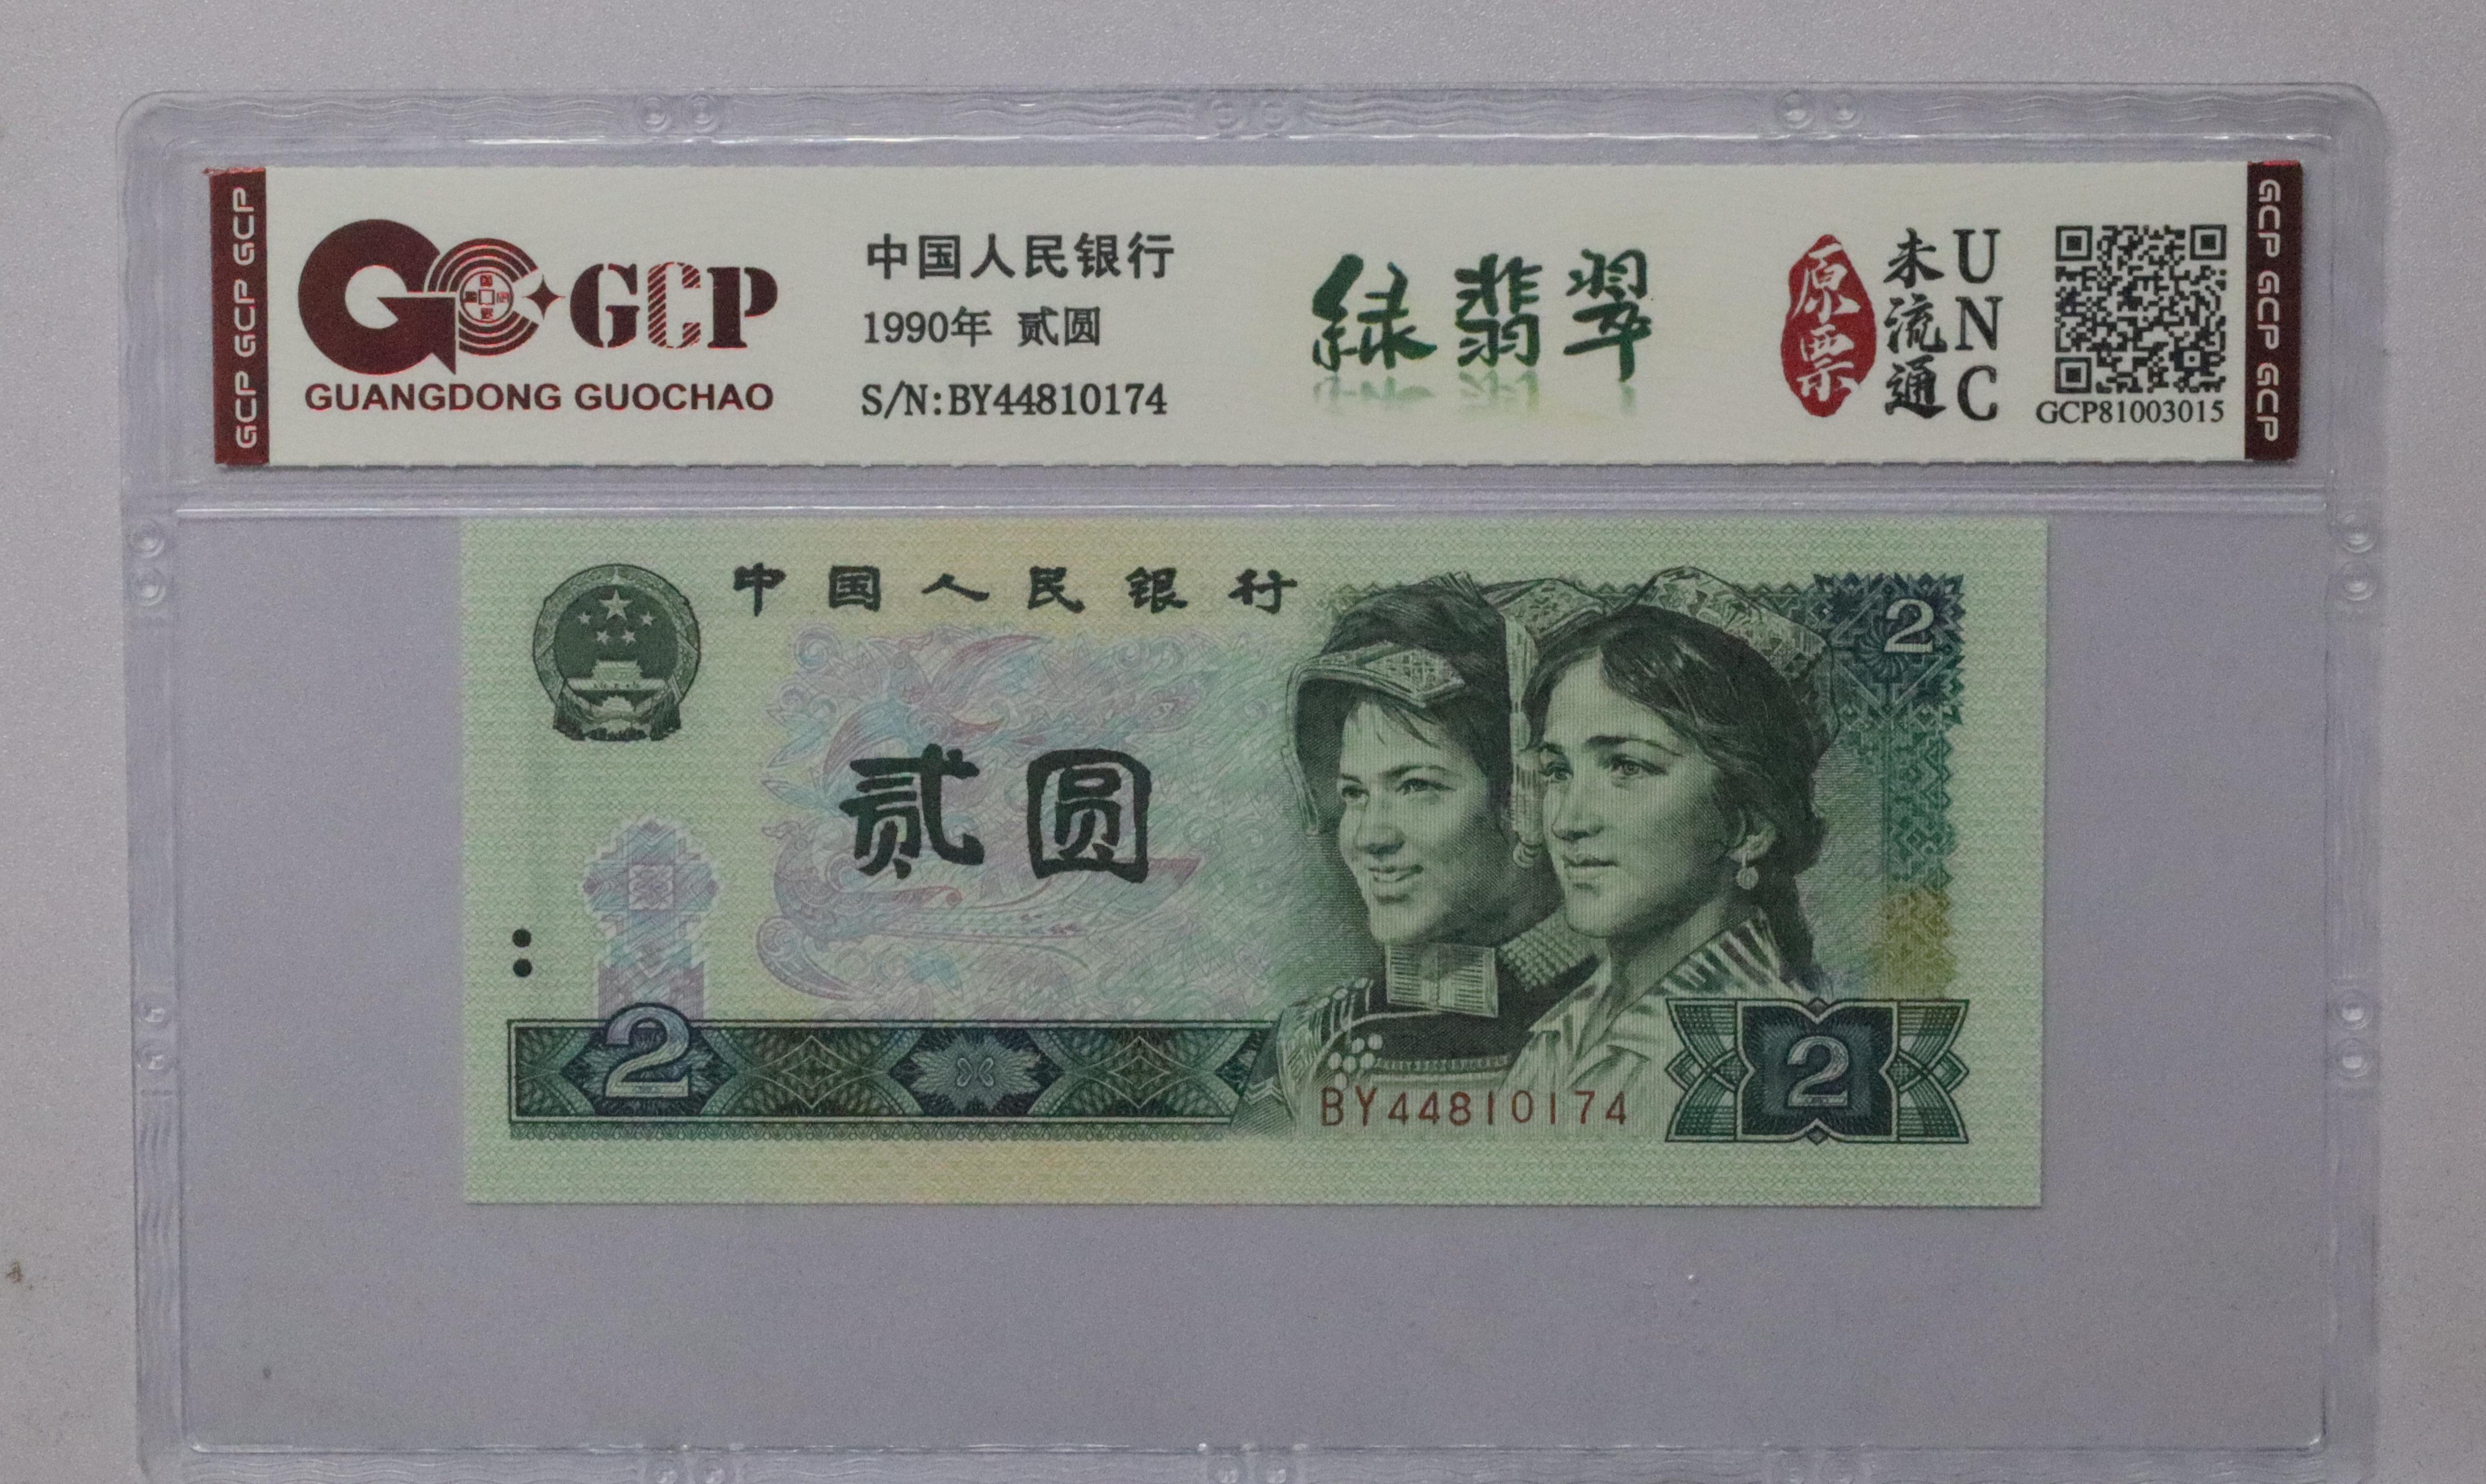 GCP GCP GCP
GCP
GUANGDONG GUOCHAO
中国人民银行
1990年 贰圆
S/N:BY44810174
绿翡翠
原票
未流通
UNC
GCP81003015
GCP GCP GCP
中国人民银行
2
贰圆
2
BY44810174
2